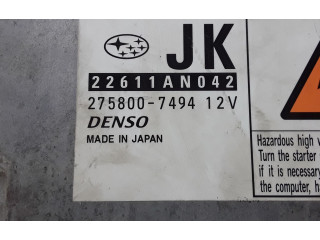 JK
22611AN042
275800-7494 12V
DENSO
MADE IN JAPAN
Hazardous high v
Turn the starter
if it is necessary
the computer, h